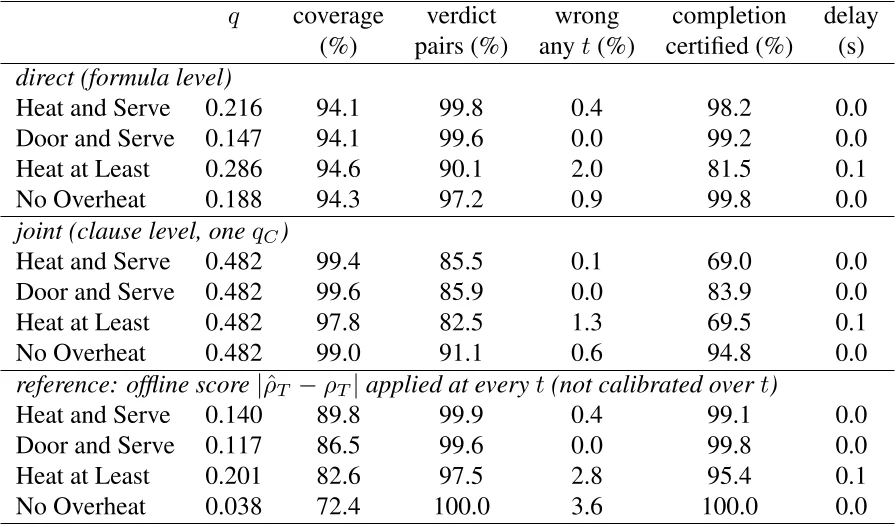 q coverage verdict wrong completion delay
(%) pairs (%) any t (%) certified (%) (s)
direct (formula level)
Heat and Serve 0.216 94.1 99.8 0.4 98.2 0.0
Door and Serve 0.147 94.1 99.6 0.0 99.2 0.0
Heat at Least 0.286 94.6 90.1 2.0 81.5 0.1
No Overheat 0.188 94.3 97.2 0.9 99.8 0.0
joint (clause level, one q_C)
Heat and Serve 0.482 99.4 85.5 0.1 69.0 0.0
Door and Serve 0.482 99.6 85.9 0.0 83.9 0.0
Heat at Least 0.482 97.8 82.5 1.3 69.5 0.1
No Overheat 0.482 99.0 91.1 0.6 94.8 0.0
reference: offline score |ρ̂_T − ρ_T| applied at every t (not calibrated over t)
Heat and Serve 0.140 89.8 99.9 0.4 99.1 0.0
Door and Serve 0.117 86.5 99.6 0.0 99.8 0.0
Heat at Least 0.201 82.6 97.5 2.8 95.4 0.1
No Overheat 0.038 72.4 100.0 3.6 100.0 0.0